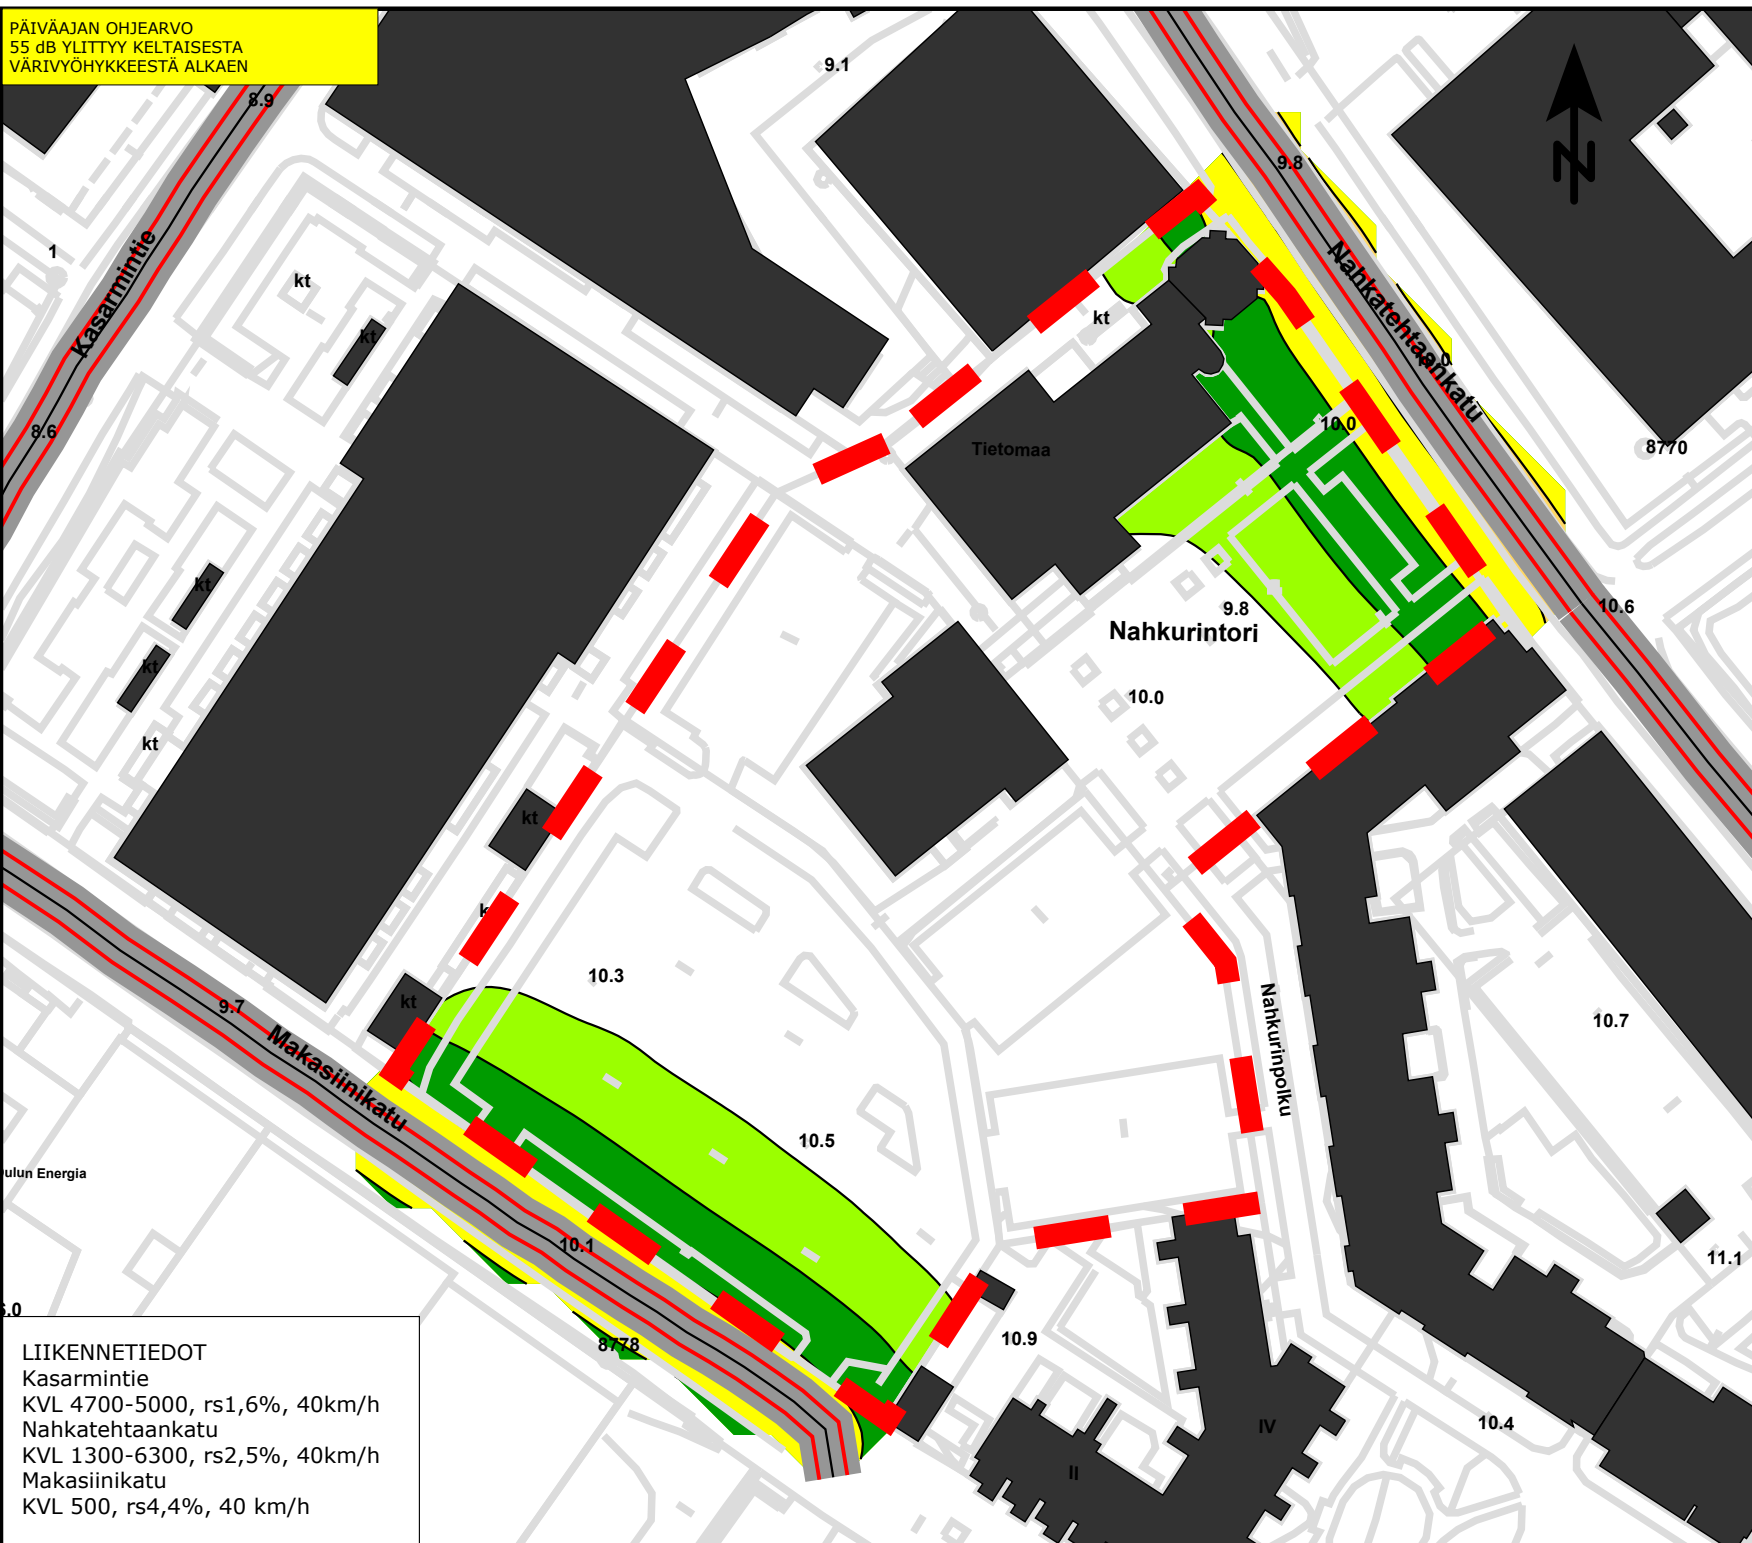 PÄIVÄAJAN OHJEARVO
55 dB YLITTYY KELTAISESTA
VÄRIVYÖHYKKEESTÄ ALKAEN
9.1
8.9
9.8
N
1
Kasarmintie
kt
kt
kt
Nahkatehtaankatu
8.6
10.0
Tietomaa
8770
kt
9.8
10.6
Nahkurintori
kt
10.0
kt
kt
10.3
kt
9.7
Makasiinikatu
Nahkurinpolku
10.7
10.5
ulun Energia
10.1
11.1
8778
10.9
10.4
IV
II
LIIKENNETIEDOT
Kasarmintie
KVL 4700-5000, rs1,6%, 40km/h
Nahkatehtaankatu
KVL 1300-6300, rs2,5%, 40km/h
Makasiinikatu
KVL 500, rs4,4%, 40 km/h